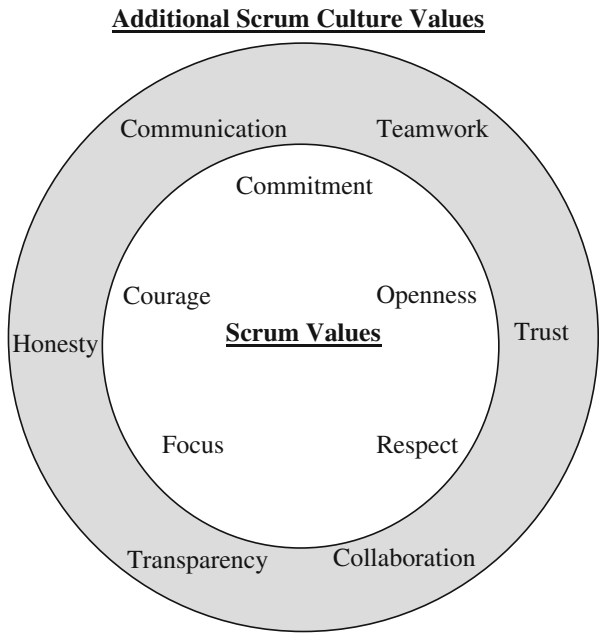 Additional Scrum Culture Values
Communication Teamwork
Commitment
Courage Openness
Scrum Values
Honesty Trust
Focus Respect
Transparency Collaboration